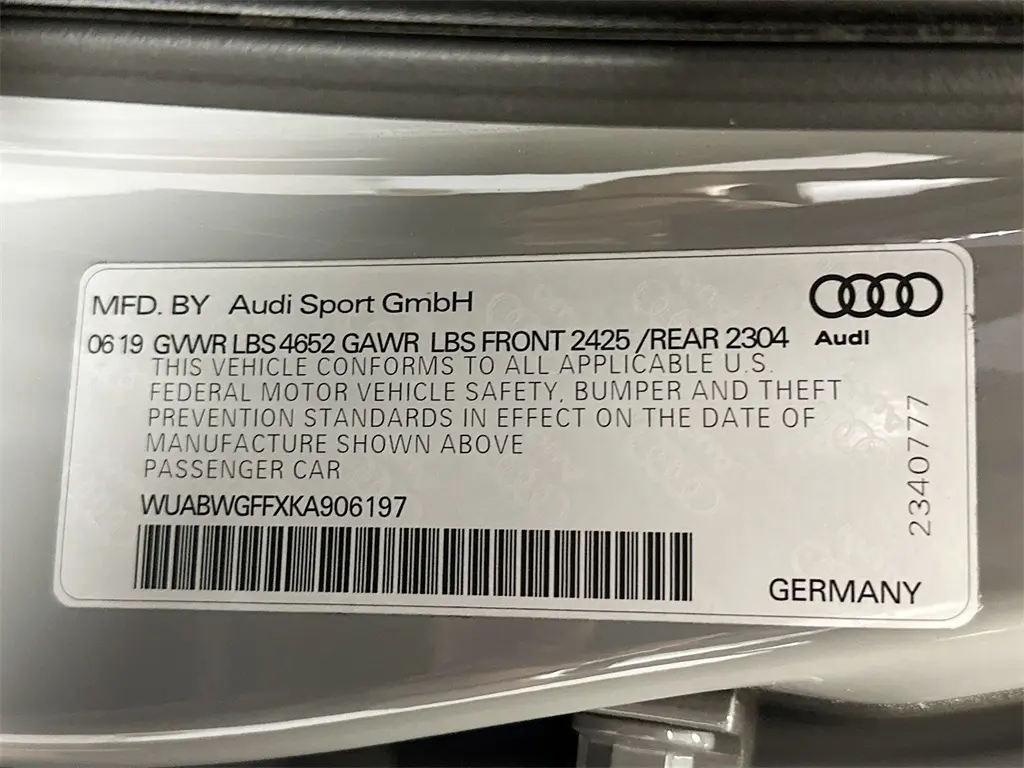 MFD. BY Audi Sport GmbH
0619 GVWR LBS 4652 GAWR LBS FRONT 2425 /REAR 2304
Audi
THIS VEHICLE CONFORMS TO ALL APPLICABLE U.S.
FEDERAL MOTOR VEHICLE SAFETY, BUMPER AND THEFT
PREVENTION STANDARDS IN EFFECT ON THE DATE OF
MANUFACTURE SHOWN ABOVE
PASSENGER CAR
WUABWGFFXKA906197
2340777
GERMANY